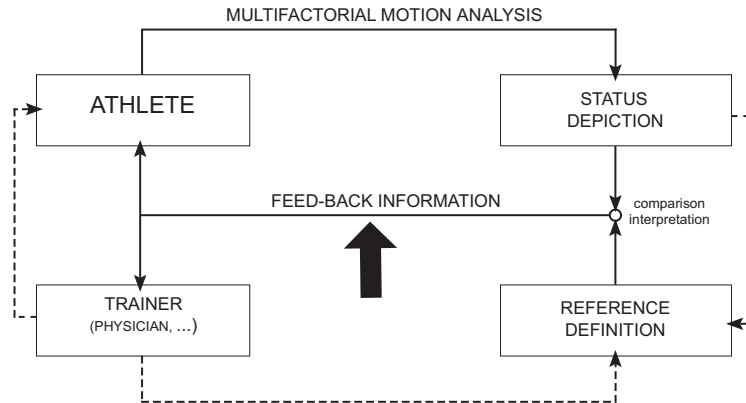 MULTIFACTORIAL MOTION ANALYSIS
ATHLETE
STATUS
DEPICTION
FEED-BACK INFORMATION
comparison
interpretation
TRAINER
(PHYSICIAN, ...)
REFERENCE
DEFINITION